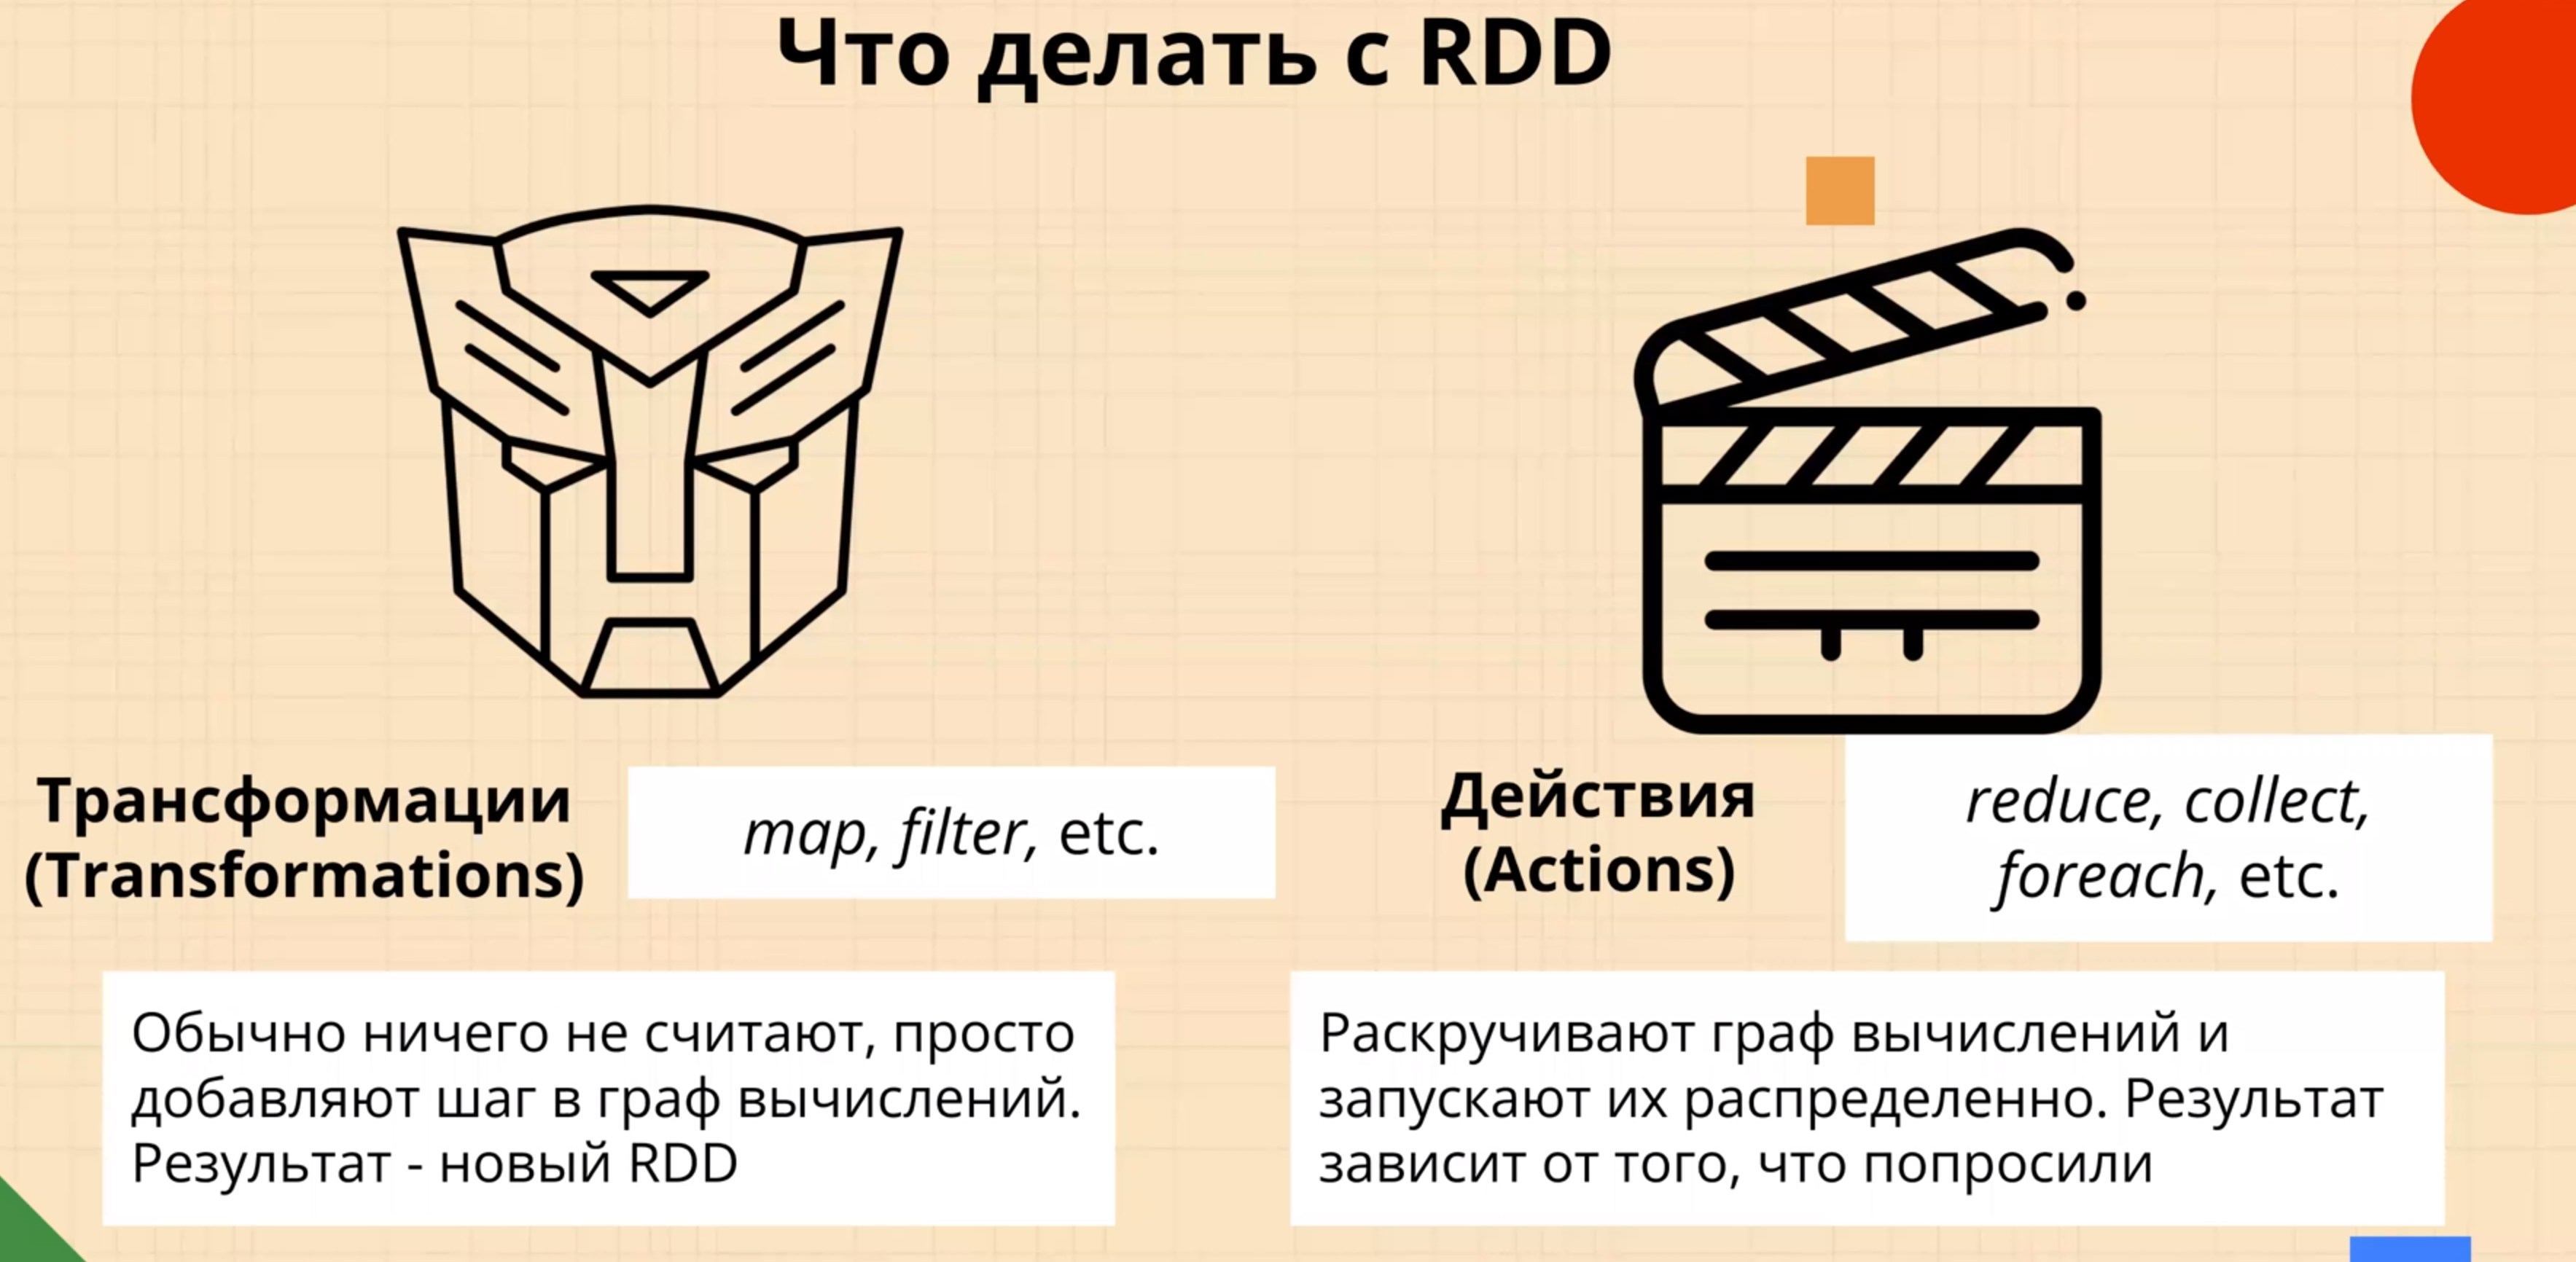 Что делать с RDD
Трансформации
(Transformations)
map, filter, etc.
Действия
(Actions)
reduce, collect,
foreach, etc.
Обычно ничего не считают, просто
добавляют шаг в граф вычислений.
Результат - новый RDD
Раскручивают граф вычислений и
запускают их распределенно. Результат
зависит от того, что попросили